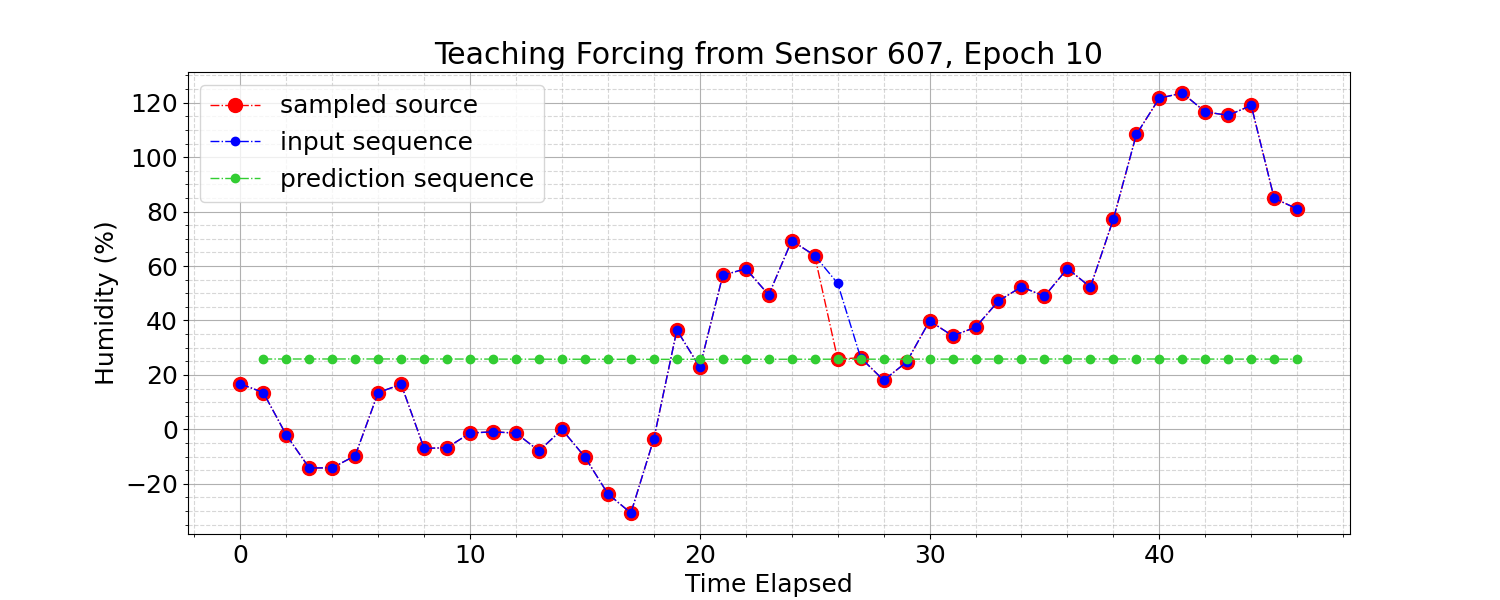 Teaching Forcing from Sensor 607, Epoch 10
120
100
80
60
40
20
0
−20
Humidity (%)
sampled source
input sequence
prediction sequence
0 10 20 30 40
Time Elapsed